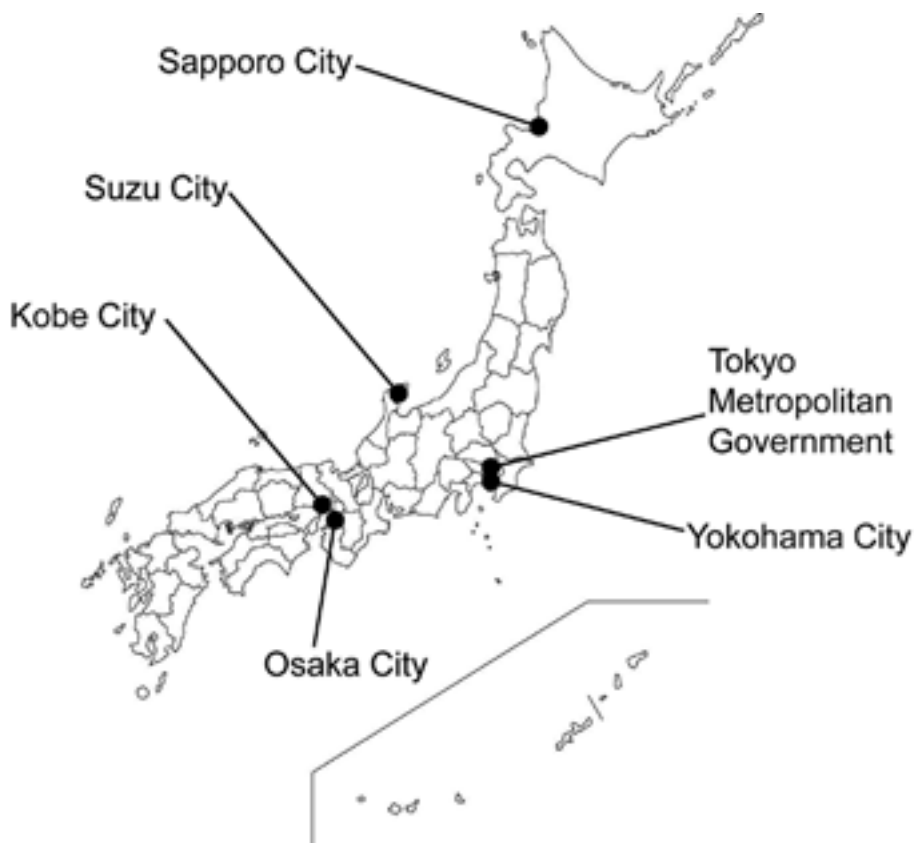 Sapporo City
Suzu City
Kobe City
Tokyo
Metropolitan
Government
Yokohama City
Osaka City